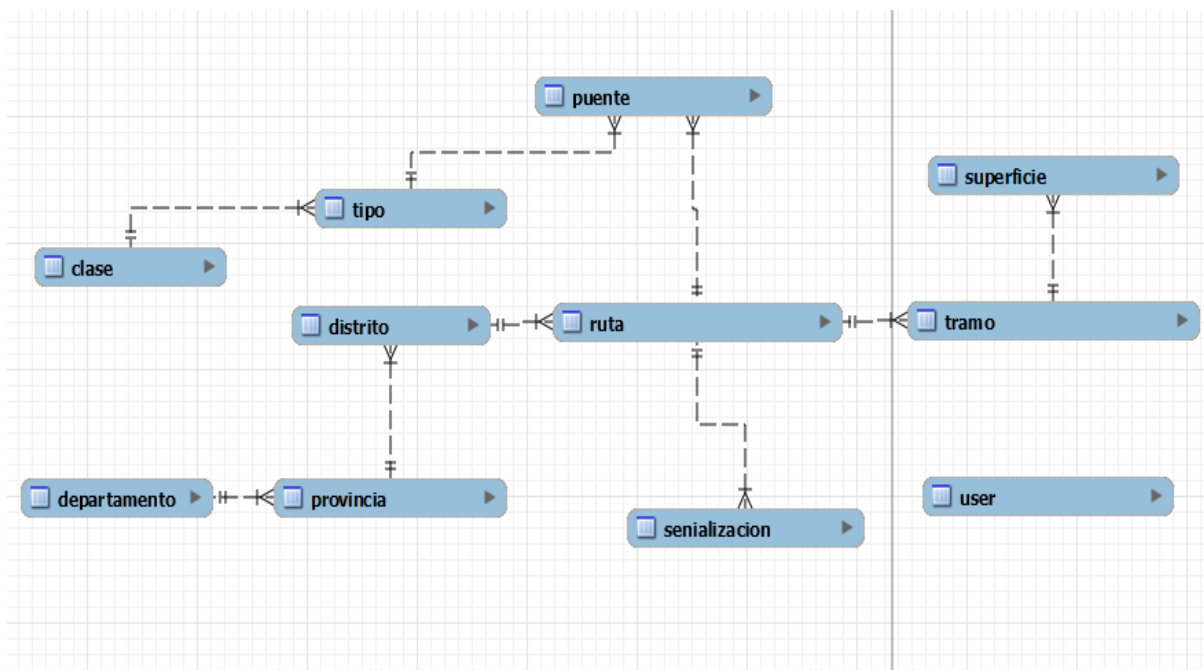 puente
superficie
tipo
clase
distrito
ruta
tramo
departamento
provincia
user
senializacion